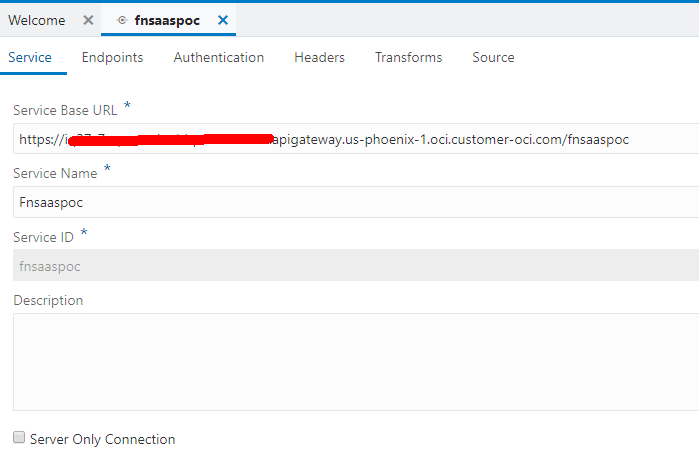 Welcome fnsaaspoc
Service Endpoints Authentication Headers Transforms Source
Service Base URL *
https:// apigateway.us-phoenix-1.oci.customer-oci.com/fnsaaspoc
Service Name *
Fnsaaspoc
Service ID *
fnsaaspoc
Description
Server Only Connection